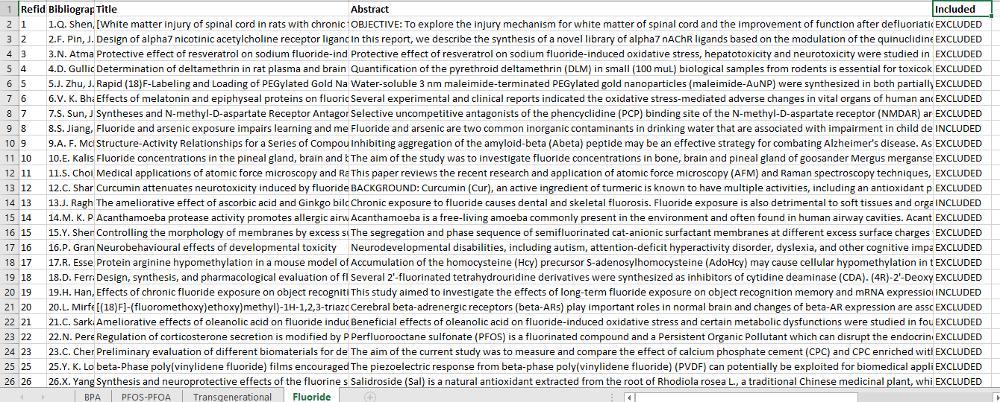 1 Refid Bibliograp Title Abstract Included
2 1 1.Q. Shen, [White matter injury of spinal cord in rats with chronic OBJECTIVE: To explore the injury mechanism for white matter of spinal cord and the improvement of function after defluoriati EXCLUDED
3 2 2.F. Pin, J. Design of alpha7 nicotinic acetylcholine receptor ligand In this report, we describe the synthesis of a novel library of alpha7 nAChR ligands based on the modulation of the quinuclidine EXCLUDED
4 3 3.N. Atma Protective effect of resveratrol on sodium fluoride-ind Protective effect of resveratrol on sodium fluoride-induced oxidative stress, hepatotoxicity and neurotoxicity were studied in EXCLUDED
5 4 4.D. Gullic Determination of deltamethrin in rat plasma and brain Quantification of the pyrethroid deltamethrin (DLM) in small (100 muL) biological samples from rodents is essential for toxicok EXCLUDED
6 5 5.J. Zhu, J. Rapid (18)F-Labeling and Loading of PEGylated Gold Na Water-soluble 3 nm maleimide-terminated PEGylated gold nanoparticles (maleimide-AuNP) were synthesized in both partially EXCLUDED
7 6 6.V. K. Bha Effects of melatonin and epiphyseal proteins on fluorid Several experimental and clinical reports indicated the oxidative stress-mediated adverse changes in vital organs of human and EXCLUDED
8 7 7.S. Sun, J Syntheses and N-methyl-D-aspartate Receptor Antagon Selective uncompetitive antagonists of the phencyclidine (PCP) binding site of the N-methyl-D-aspartate receptor (NMDAR) ar EXCLUDED
9 8 8.S. Jiang, Fluoride and arsenic exposure impairs learning and me Fluoride and arsenic are two common inorganic contaminants in drinking water that are associated with impairment in child de INCLUDED
10 9 9.A. F. McI Structure-Activity Relationships for a Series of Compou Inhibiting aggregation of the amyloid-beta (Abeta) peptide may be an effective strategy for combating Alzheimer's disease. As EXCLUDED
11 10 10.E. Kalis Fluoride concentrations in the pineal gland, brain and b The aim of the study was to investigate fluoride concentrations in bone, brain and pineal gland of goosander Mergus merganse EXCLUDED
12 11 11.S. Choi, Medical applications of atomic force microscopy and Ra This paper reviews the recent research and application of atomic force microscopy (AFM) and Raman spectroscopy techniques, EXCLUDED
13 12 12.C. Shar Curcumin attenuates neurotoxicity induced by fluoride BACKGROUND: Curcumin (Cur), an active ingredient of turmeric is known to have multiple activities, including an antioxidant p EXCLUDED
14 13 13.J. Ragh The ameliorative effect of ascorbic acid and Ginkgo bilo Chronic exposure to fluoride causes dental and skeletal fluorosis. Fluoride exposure is also detrimental to soft tissues and orga INCLUDED
15 14 14.M. K. P Acanthamoeba protease activity promotes allergic airw Acanthamoeba is a free-living amoeba commonly present in the environment and often found in human airway cavities. Acant EXCLUDED
16 15 15.Y. Shen Controlling the morphology of membranes by excess su The segregation and phase sequence of semifluorinated cat-anionic surfactant membranes at different excess surface charges EXCLUDED
17 16 16.P. Gran Neurobehavioural effects of developmental toxicity Neurodevelopmental disabilities, including autism, attention-deficit hyperactivity disorder, dyslexia, and other cognitive impa EXCLUDED
18 17 17.R. Esse, Protein arginine hypomethylation in a mouse model of Accumulation of the homocysteine (Hcy) precursor S-adenosylhomocysteine (AdoHcy) may cause cellular hypomethylation in t EXCLUDED
19 18 18.D. Ferra Design, synthesis, and pharmacological evaluation of fl Several 2'-fluorinated tetrahydrouridine derivatives were synthesized as inhibitors of cytidine deaminase (CDA). (4R)-2'-Deoxy EXCLUDED
20 19 19.H. Han, Effects of chronic fluoride exposure on object recogniti This study aimed to investigate the effects of long-term fluoride exposure on object recognition memory and mRNA expression INCLUDED
21 20 20.L. Mirfe [(18)F]-(fluoromethoxy)ethoxy)methyl)-1H-1,2,3-triazo Cerebral beta-adrenergic receptors (beta-ARs) play important roles in normal brain and changes of beta-AR expression are asso EXCLUDED
22 21 21.C. Sark Ameliorative effects of oleanolic acid on fluoride induc Beneficial effects of oleanolic acid on fluoride-induced oxidative stress and certain metabolic dysfunctions were studied in fou EXCLUDED
23 22 22.N. Pere Regulation of corticosterone secretion is modified by P Perfluorooctane sulfonate (PFOS) is a fluorinated compound and a Persistent Organic Pollutant which can disrupt the endocrin EXCLUDED
24 23 23.C. Cher Preliminary evaluation of different biomaterials for de The aim of the current study was to measure and compare the effect of calcium phosphate cement (CPC) and CPC enriched with EXCLUDED
25 25 25.Y. K. Lo beta-Phase poly(vinylidene fluoride) films encouraged The piezoelectric response from beta-phase poly(vinylidene fluoride) (PVDF) can potentially be exploited for biomedical appli EXCLUDED
26 26 26.X. Yang Synthesis and neuroprotective effects of the fluorine s Salidroside (Sal) is a natural antioxidant extracted from the root of Rhodiola rosea L., a traditional Chinese medicinal plant, whi EXCLUDED
BPA PFOS-PFOA Transgenerational Fluoride